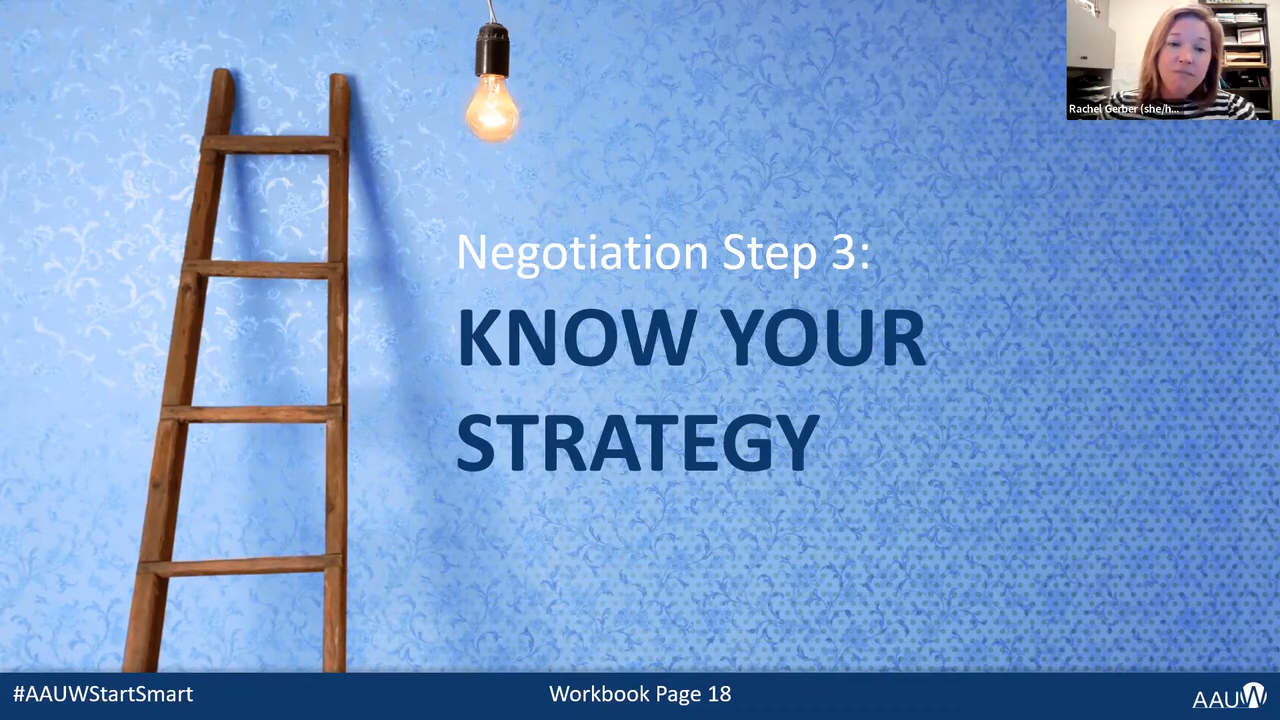 Rachel Gerber (she/h...
Negotiation Step 3:
KNOW YOUR
STRATEGY
#AAUWStartSmart
Workbook Page 18
AAUW